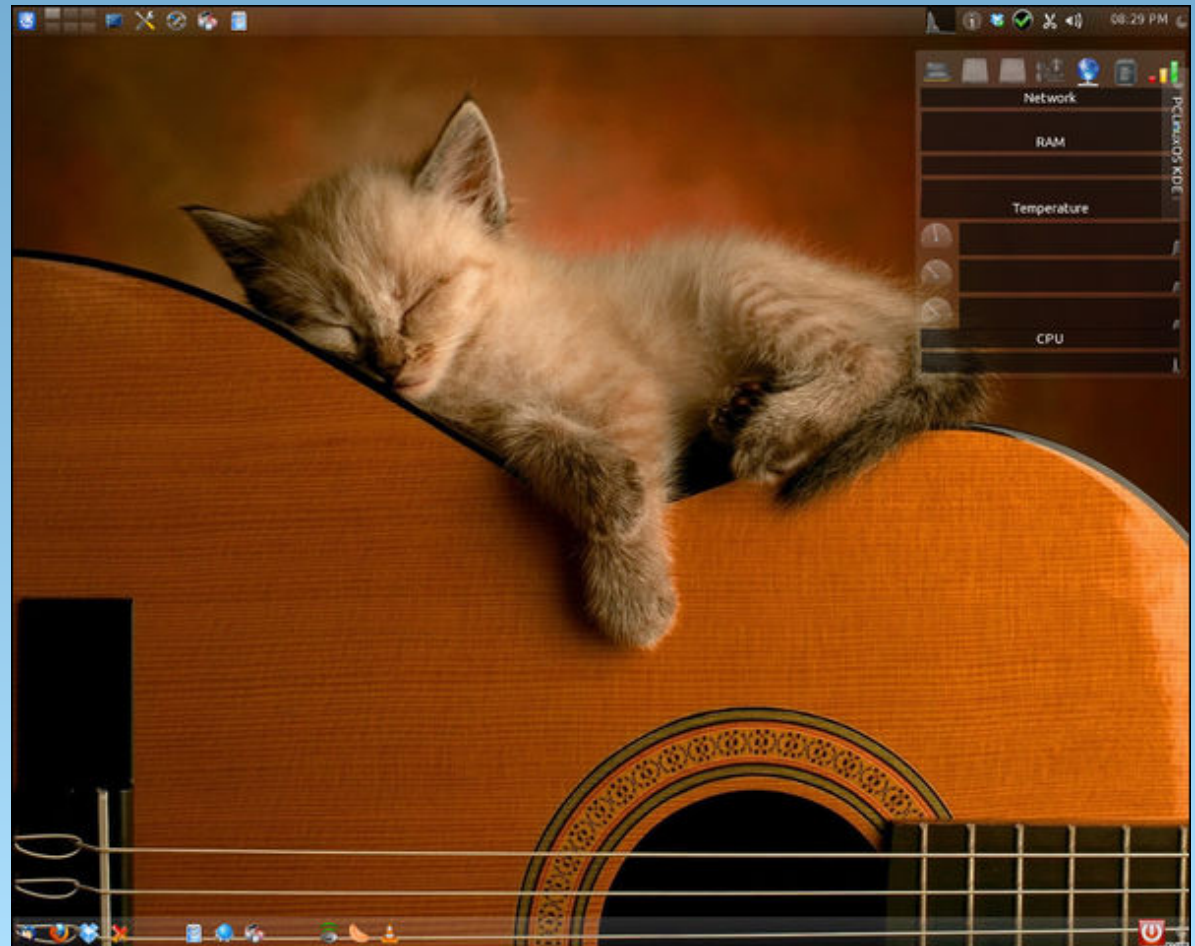 08:29 PM
Network
RAM
Temperature
CPU
PCLinuxOS KDE!